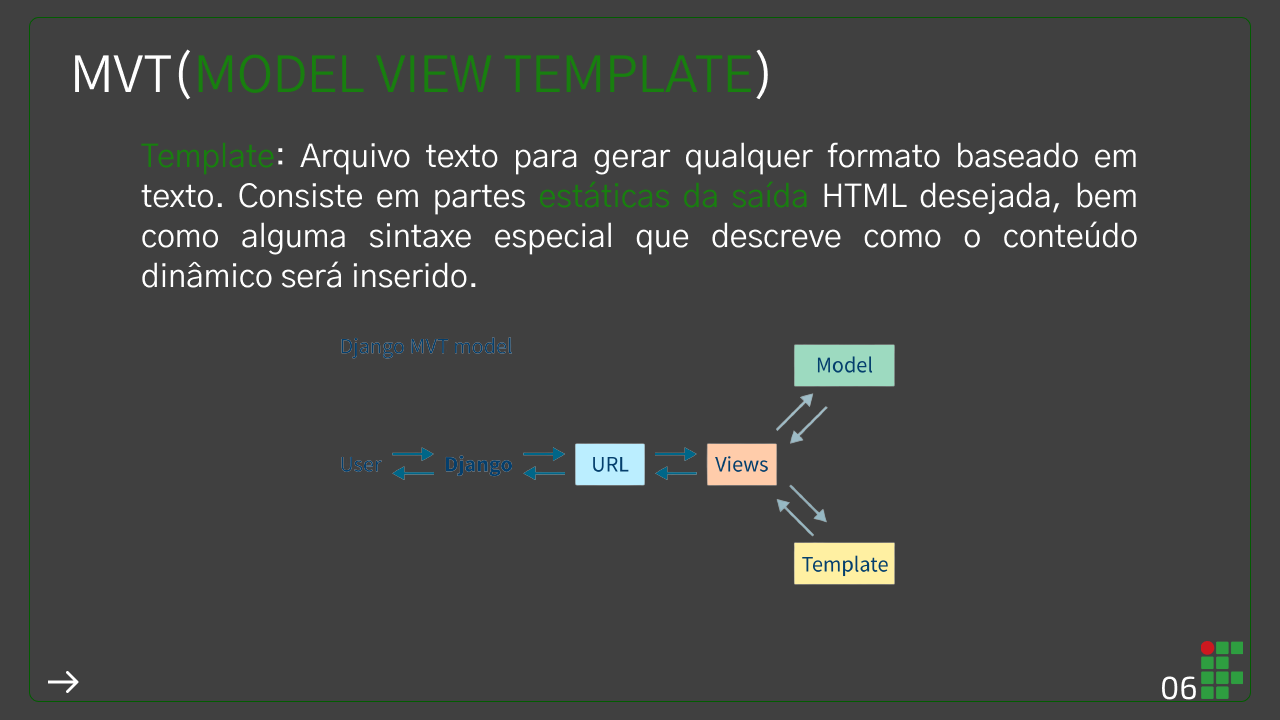 MVT(MODEL VIEW TEMPLATE)
Template: Arquivo texto para gerar qualquer formato baseado em
texto. Consiste em partes estáticas da saída HTML desejada, bem
como alguma sintaxe especial que descreve como o conteúdo
dinâmico será inserido.
Django MVT model
Model
User
Django
URL
Views
Template
06